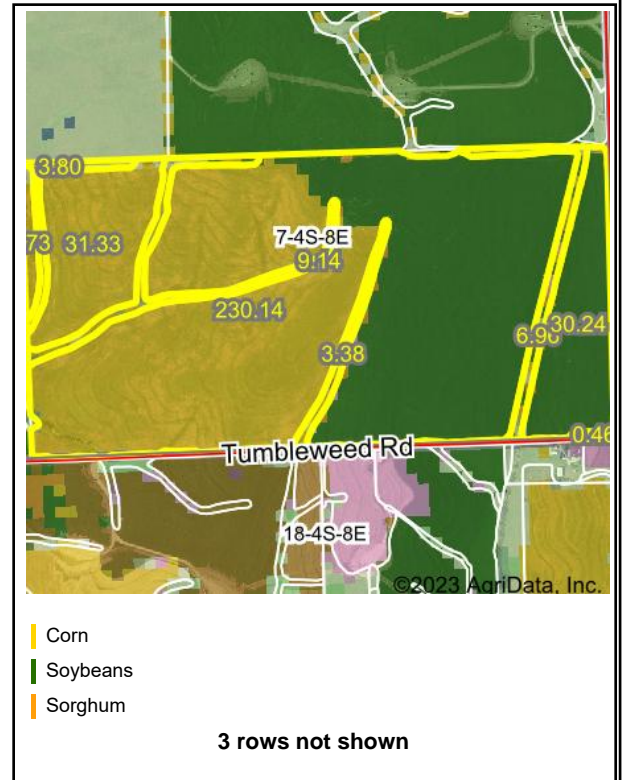 3.80
73 31.33
7-4S-8E
9.14
230.14
3.38
6.96 30.24
0.46
Tumbleweed Rd
18-4S-8E
©2023 AgriData, Inc.
Corn
Soybeans
Sorghum
3 rows not shown